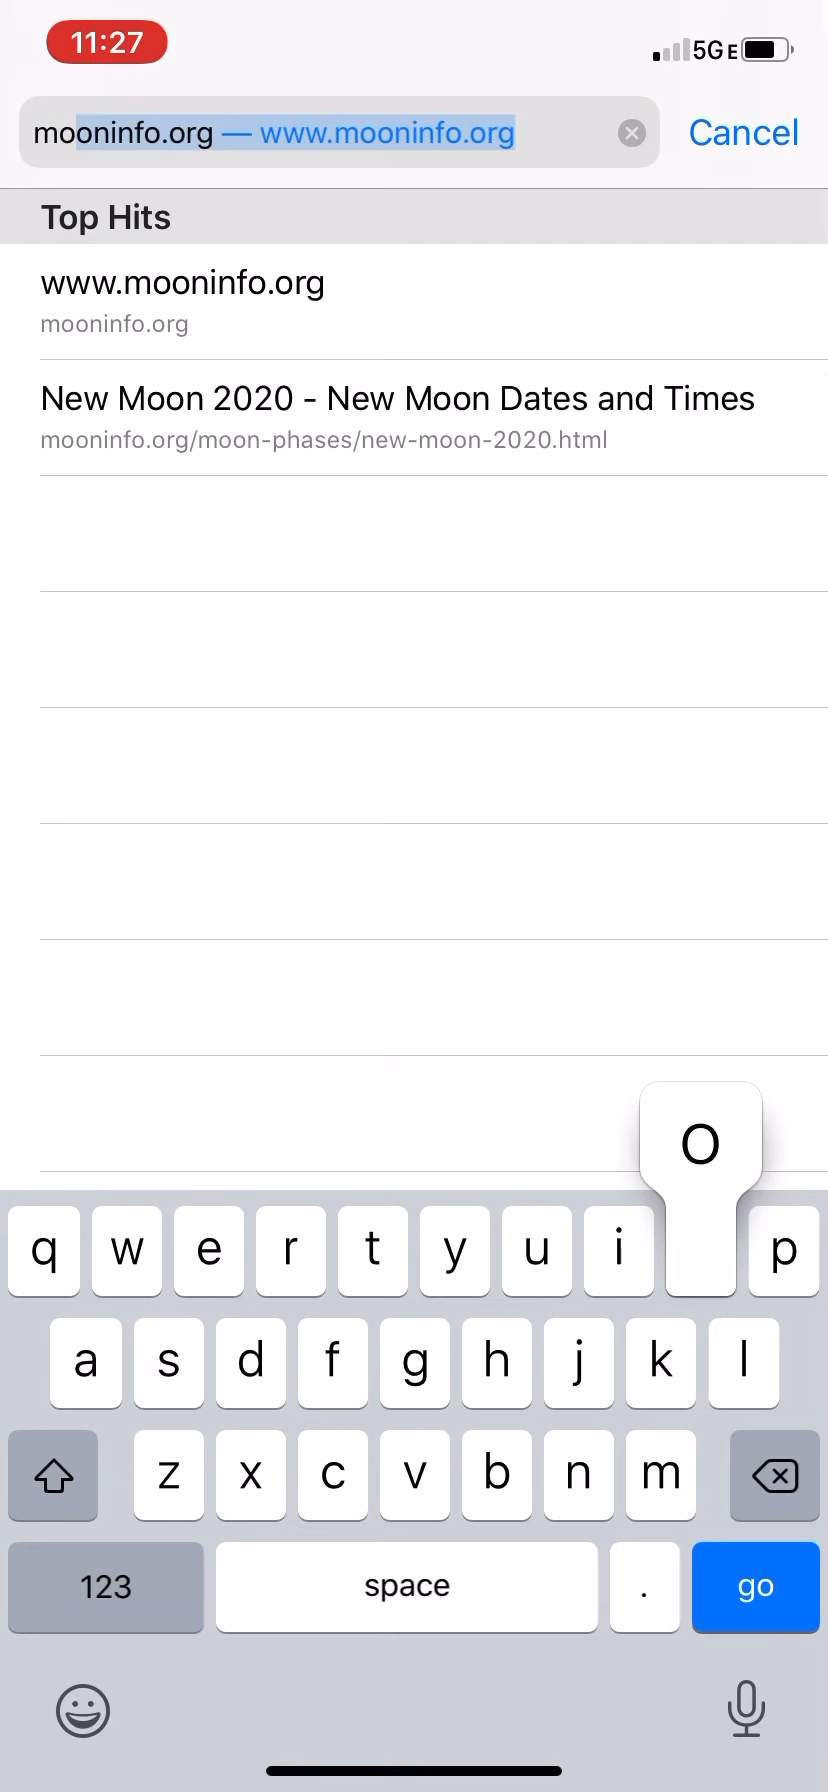 11:27 5G E
mooninfo.org — www.mooninfo.org Cancel
Top Hits
www.mooninfo.org
mooninfo.org
New Moon 2020 - New Moon Dates and Times
mooninfo.org/moon-phases/new-moon-2020.html
O
q w e r t y u i p
a s d f g h j k l
z x c v b n m
123 space . go